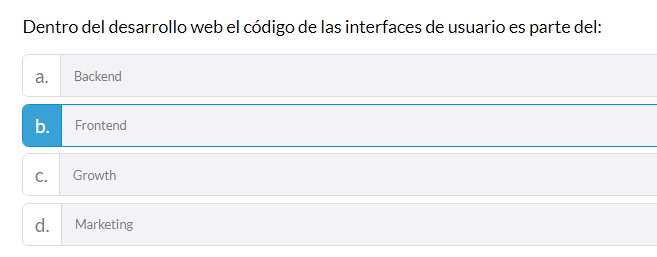 Dentro del desarrollo web el código de las interfaces de usuario es parte del:
a. Backend
b. Frontend
c. Growth
d. Marketing